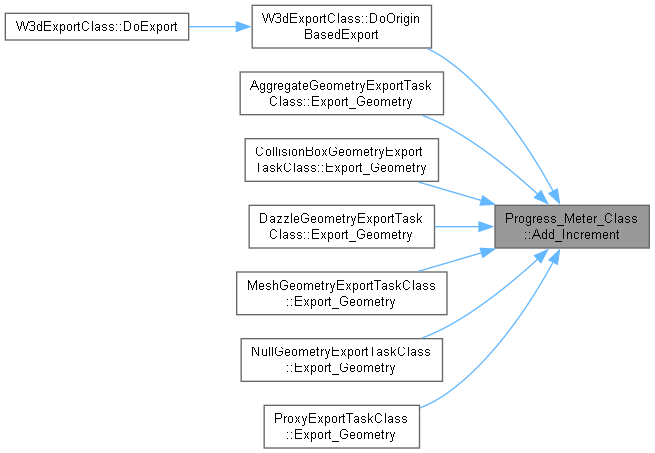 W3dExportClass::DoExport
W3dExportClass::DoOrigin
BasedExport
AggregateGeometryExportTask
Class::Export_Geometry
CollisionBoxGeometryExport
TaskClass::Export_Geometry
DazzleGeometryExportTask
Class::Export_Geometry
MeshGeometryExportTaskClass
::Export_Geometry
NullGeometryExportTaskClass
::Export_Geometry
ProxyExportTaskClass
::Export_Geometry
Progress_Meter_Class
::Add_Increment